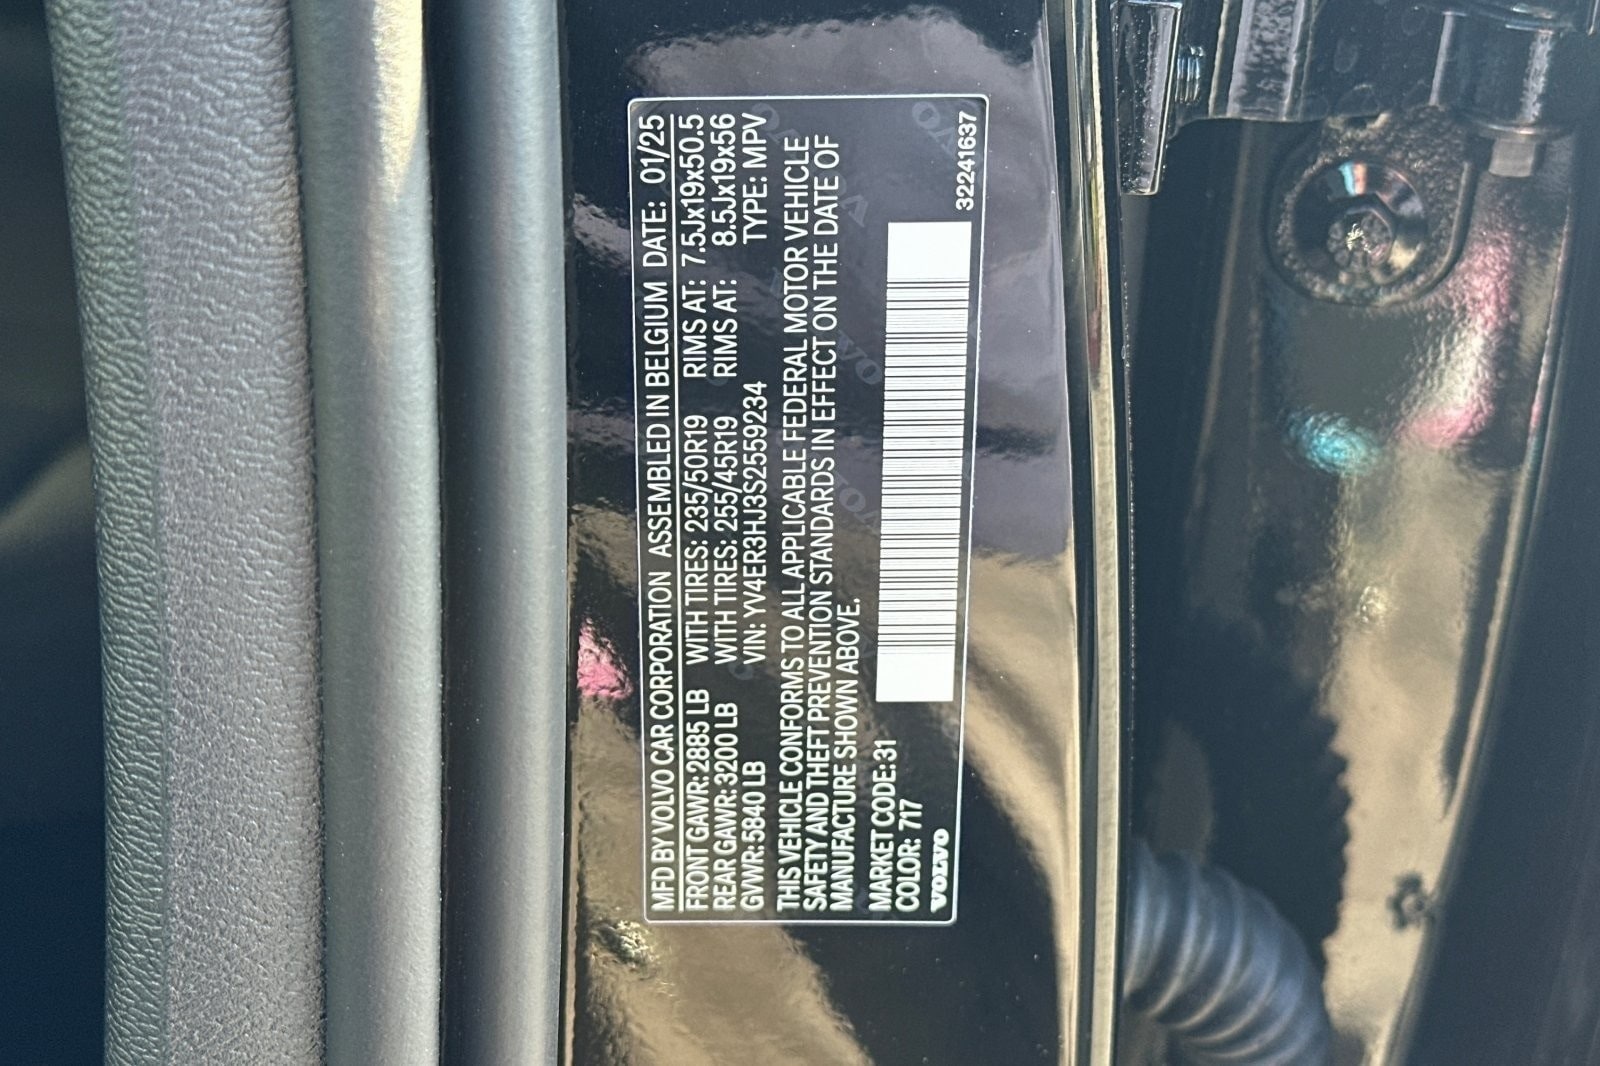 MFD BY VOLVO CAR CORPORATION ASSEMBLED IN BELGIUM DATE: 01/25
FRONT GAWR: 2885 LB WITH TIRES: 235/50R19 RIMS AT: 7.5Jx19x50.5
REAR GAWR: 3200 LB WITH TIRES: 255/45R19 RIMS AT: 8.5Jx19x56
GVWR: 5840 LB VIN: YV4ER3HJ3S2559234 TYPE: MPV
THIS VEHICLE CONFORMS TO ALL APPLICABLE FEDERAL MOTOR VEHICLE
SAFETY AND THEFT PREVENTION STANDARDS IN EFFECT ON THE DATE OF
MANUFACTURE SHOWN ABOVE.
MARKET CODE: 31
COLOR: 717
VOLVO
32241637